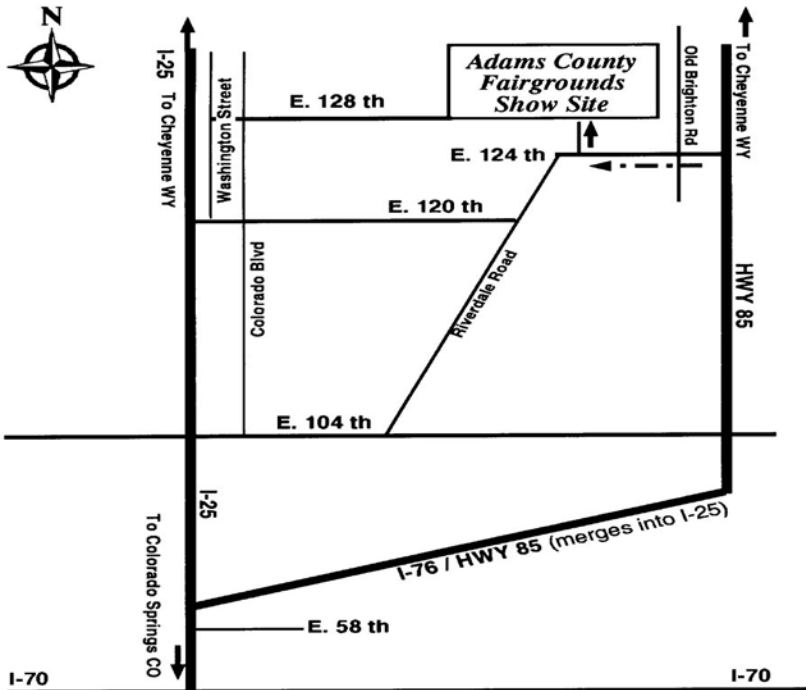 N
I-25 To Cheyenne WY
Washington Street
E. 128 th
Adams County
Fairgrounds
Show Site
Old Brighton Rd
To Cheyenne WY
E. 124 th
E. 120 th
Colorado Blvd
Riverdale Road
HWY 85
E. 104 th
I-25
To Colorado Springs CO
I-76 / HWY 85 (merges into I-25)
E. 58 th
I-70
I-70